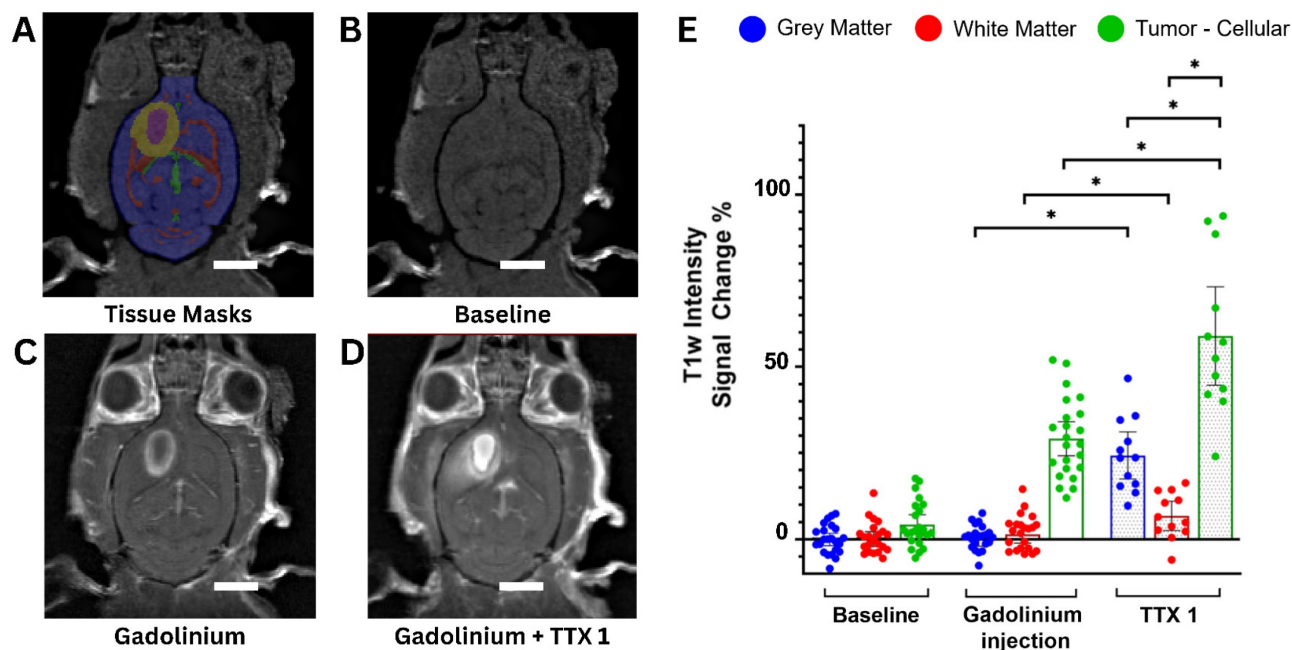 A
B
Tissue Masks
Baseline
C
D
Gadolinium
Gadolinium + TTX 1
E
Grey Matter White Matter Tumor - Cellular
*
*
*
*
*
T1w Intensity
Signal Change %
100
50
0
Baseline
Gadolinium
injection
TTX 1